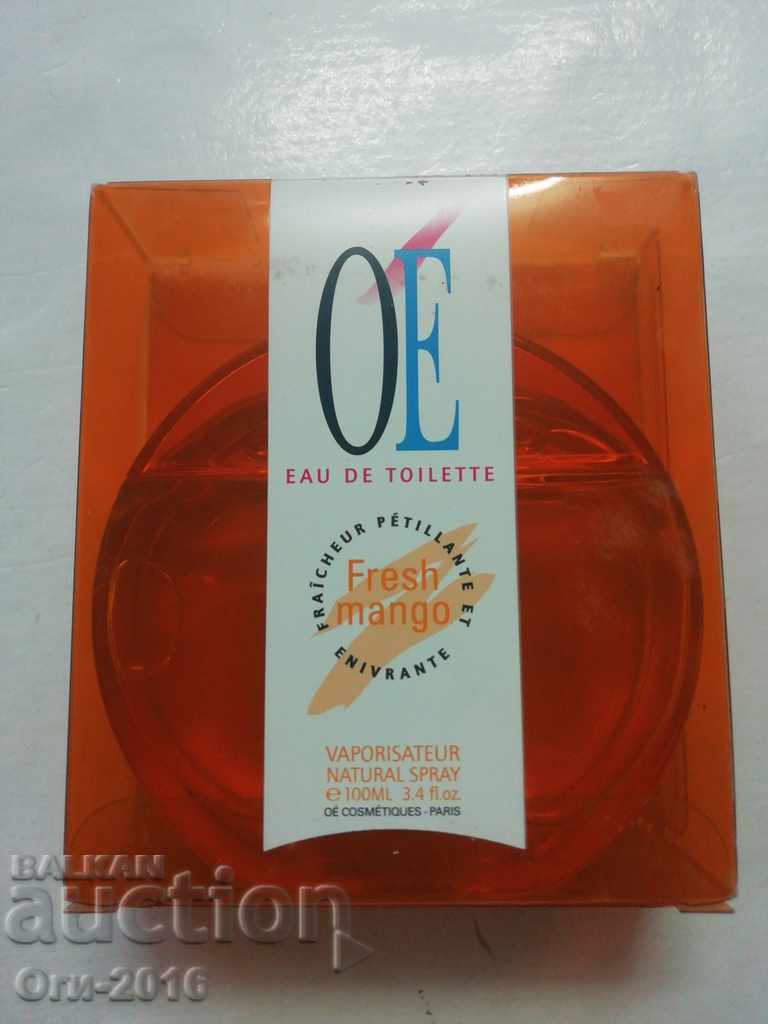 OÉ
EAU DE TOILETTE
FRAÎCHEUR PÉTILLANTE ET
ENIVRANTE
Fresh
mango
VAPORISATEUR
NATURAL SPRAY
℮ 100ML 3.4 fl.oz.
OÉ COSMÉTIQUES - PARIS
BALKAN
auction
Оги-2016